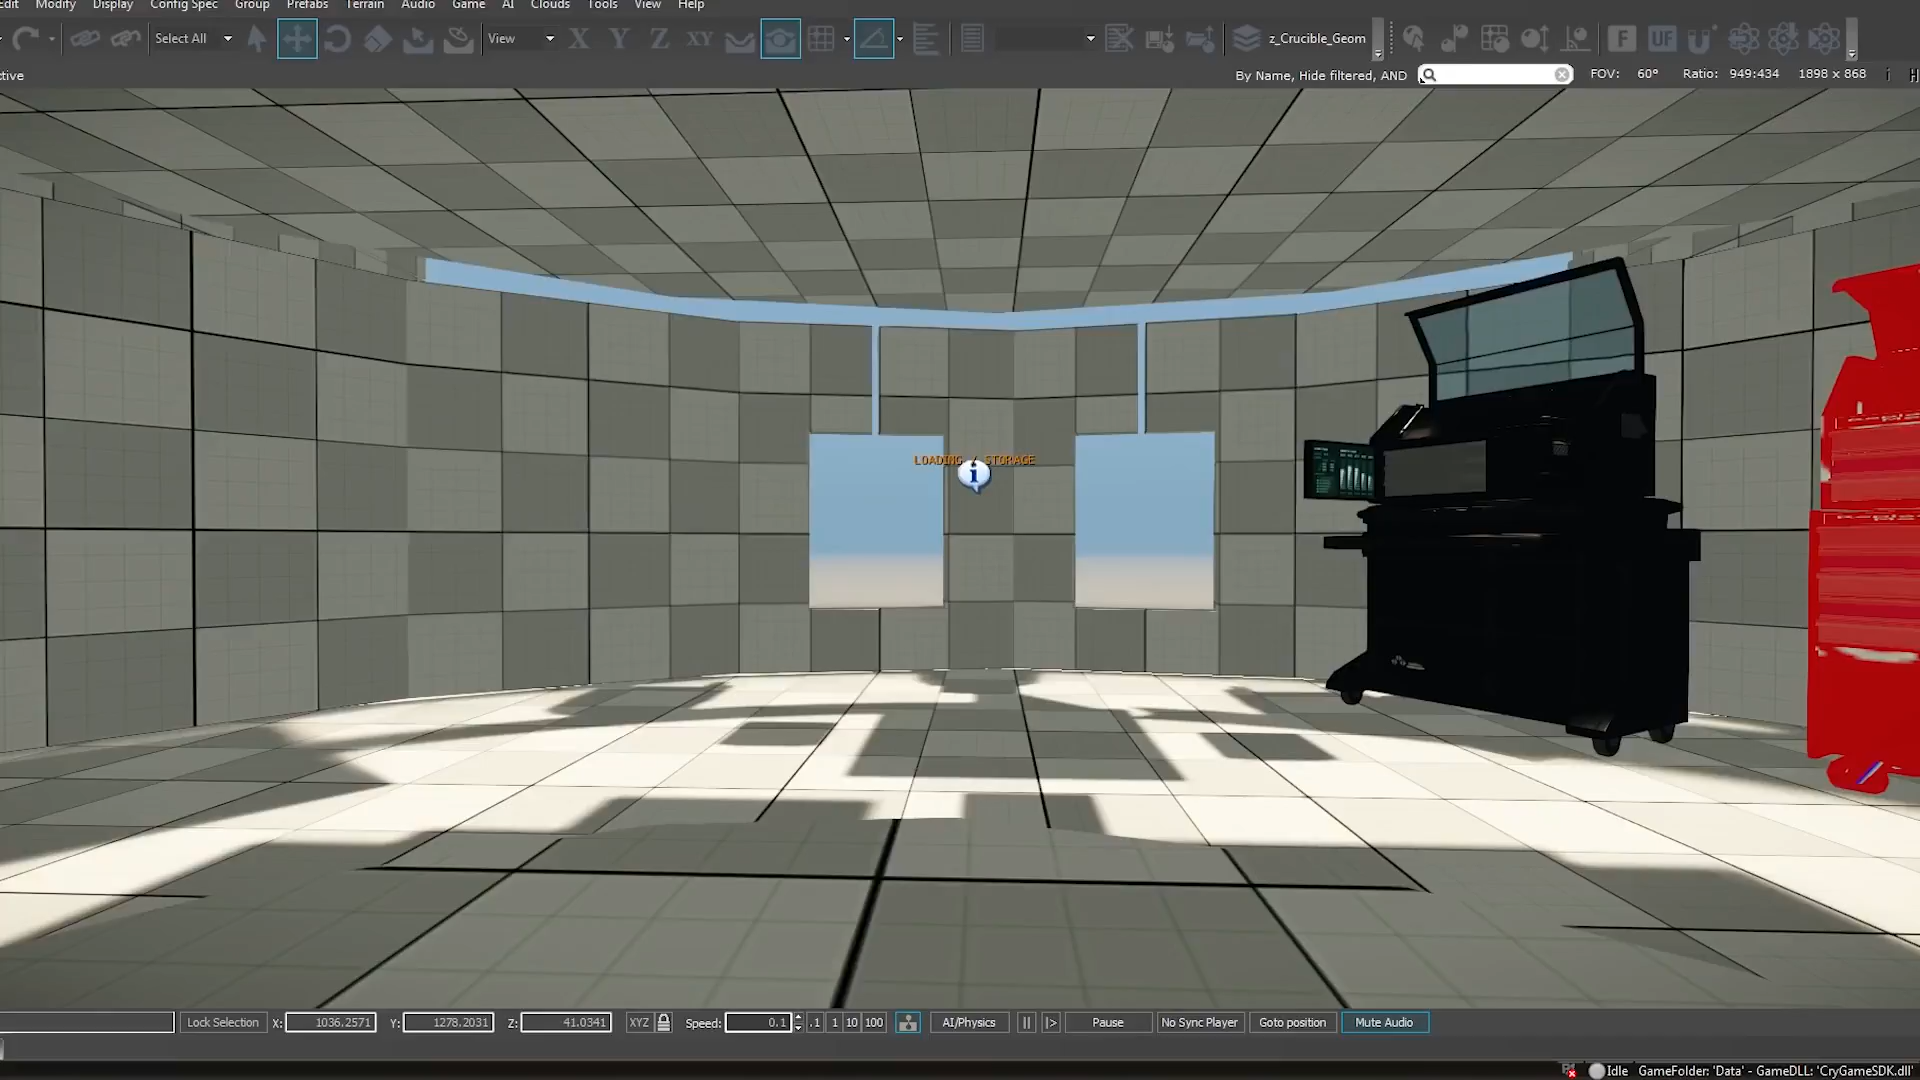 Edit Modify Display Config Spec Group Prefabs Terrain Audio Game AI Clouds Tools View Help
Select All View X Y Z XY z_Crucible_Geom F UF
ctive By Name, Hide filtered, AND FOV: 60° Ratio: 949:434 1898 x 868 i H
LOADING / STORAGE
i
Lock Selection X: 1036.2571 Y: 1278.2031 Z: 41.0341 XYZ Speed: 0.1 .1 1 10 100 AI/Physics Pause No Sync Player Goto position Mute Audio
Idle GameFolder: 'Data' - GameDLL: 'CryGameSDK.dll'